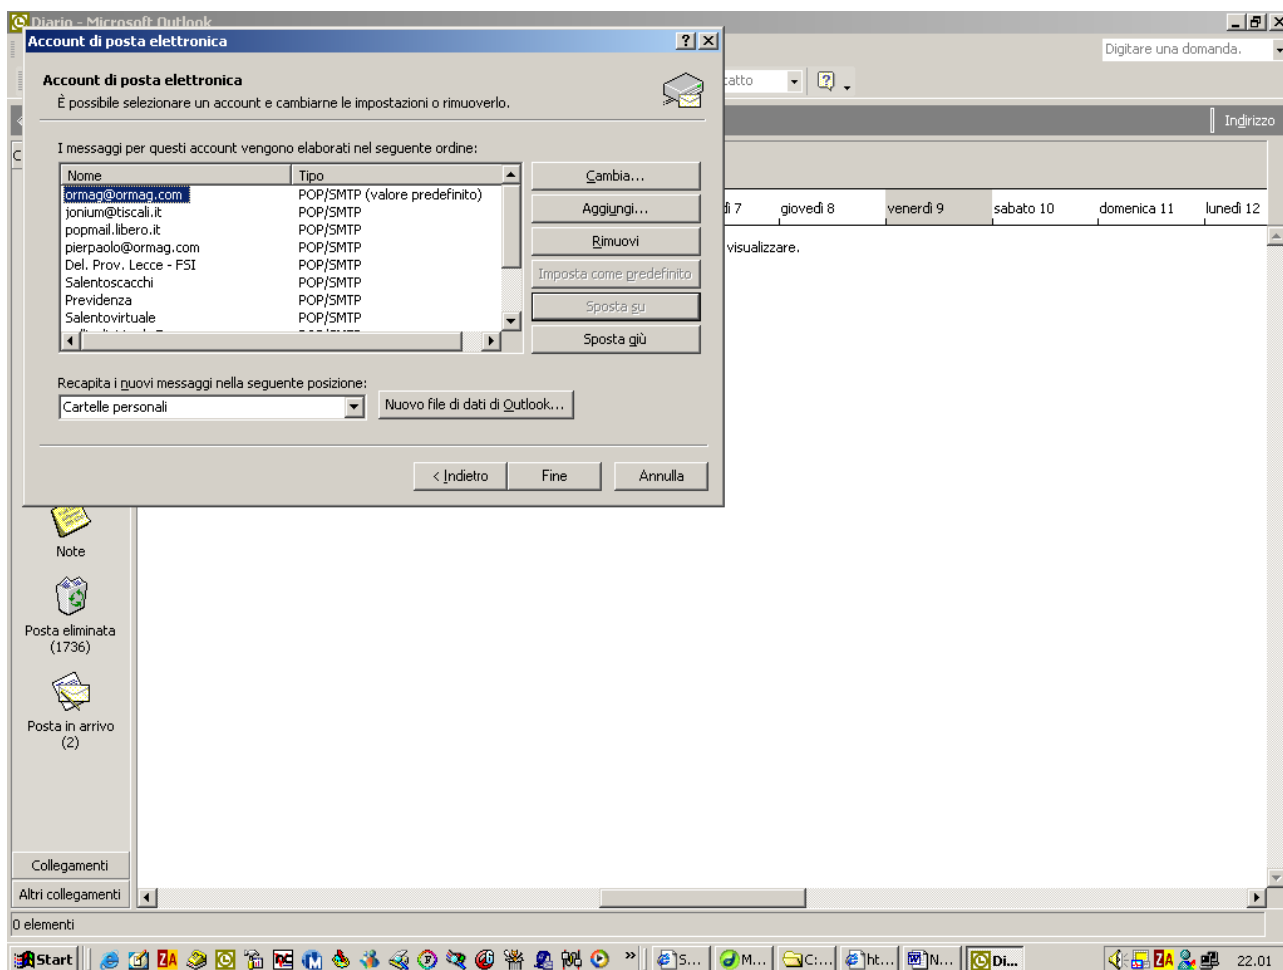 Diario - Microsoft Outlook
Account di posta elettronica
Digitare una domanda.
Account di posta elettronica
È possibile selezionare un account e cambiarne le impostazioni o rimuoverlo.
Indirizzo
I messaggi per questi account vengono elaborati nel seguente ordine:
Nome Tipo
ormag@ormag.com POP/SMTP (valore predefinito)
jonium@tiscali.it POP/SMTP
popmail.libero.it POP/SMTP
pierpaolo@ormag.com POP/SMTP
Del. Prov. Lecce - FSI POP/SMTP
Salentoscacchi POP/SMTP
Previdenza POP/SMTP
Salentovirtuale POP/SMTP
Cambia...
Aggiungi...
Rimuovi
Imposta come predefinito
Sposta su
Sposta giù
7 giovedì 8 venerdì 9 sabato 10 domenica 11 lunedì 12
visualizzare.
Recapita i nuovi messaggi nella seguente posizione:
Cartelle personali Nuovo file di dati di Outlook...
< Indietro Fine Annulla
Note
Posta eliminata
(1736)
Posta in arrivo
(2)
Collegamenti
Altri collegamenti
0 elementi
Start S... M... C:... ht... N... Di... 22.01